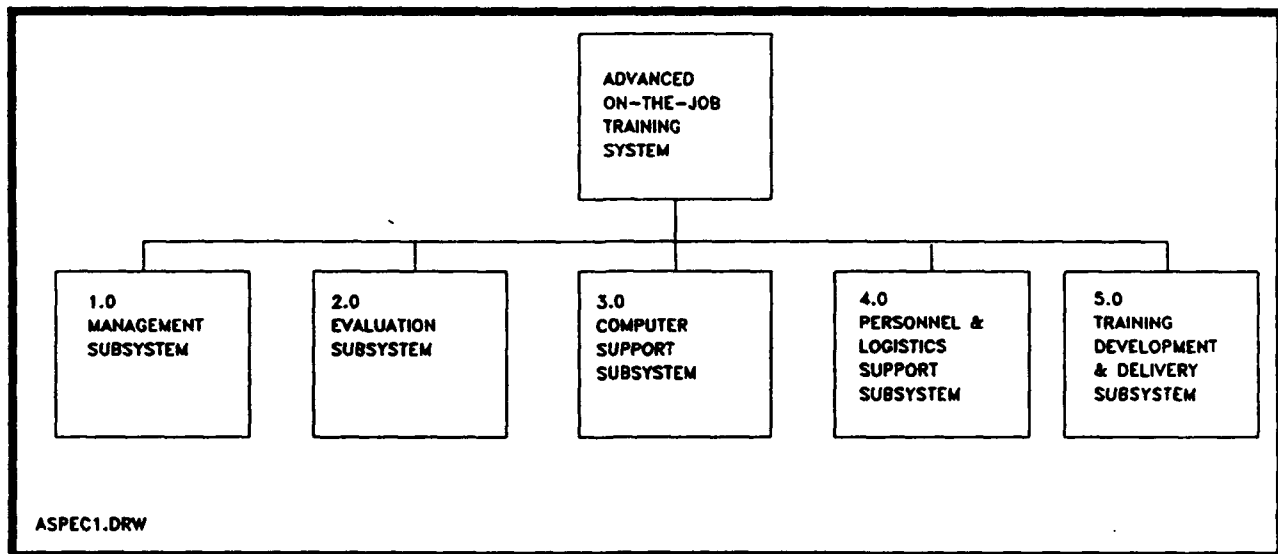 ADVANCED
ON-THE-JOB
TRAINING
SYSTEM
1.0
MANAGEMENT
SUBSYSTEM
2.0
EVALUATION
SUBSYSTEM
3.0
COMPUTER
SUPPORT
SUBSYSTEM
4.0
PERSONNEL &
LOGISTICS
SUPPORT
SUBSYSTEM
5.0
TRAINING
DEVELOPMENT
& DELIVERY
SUBSYSTEM
ASPEC1.DRW